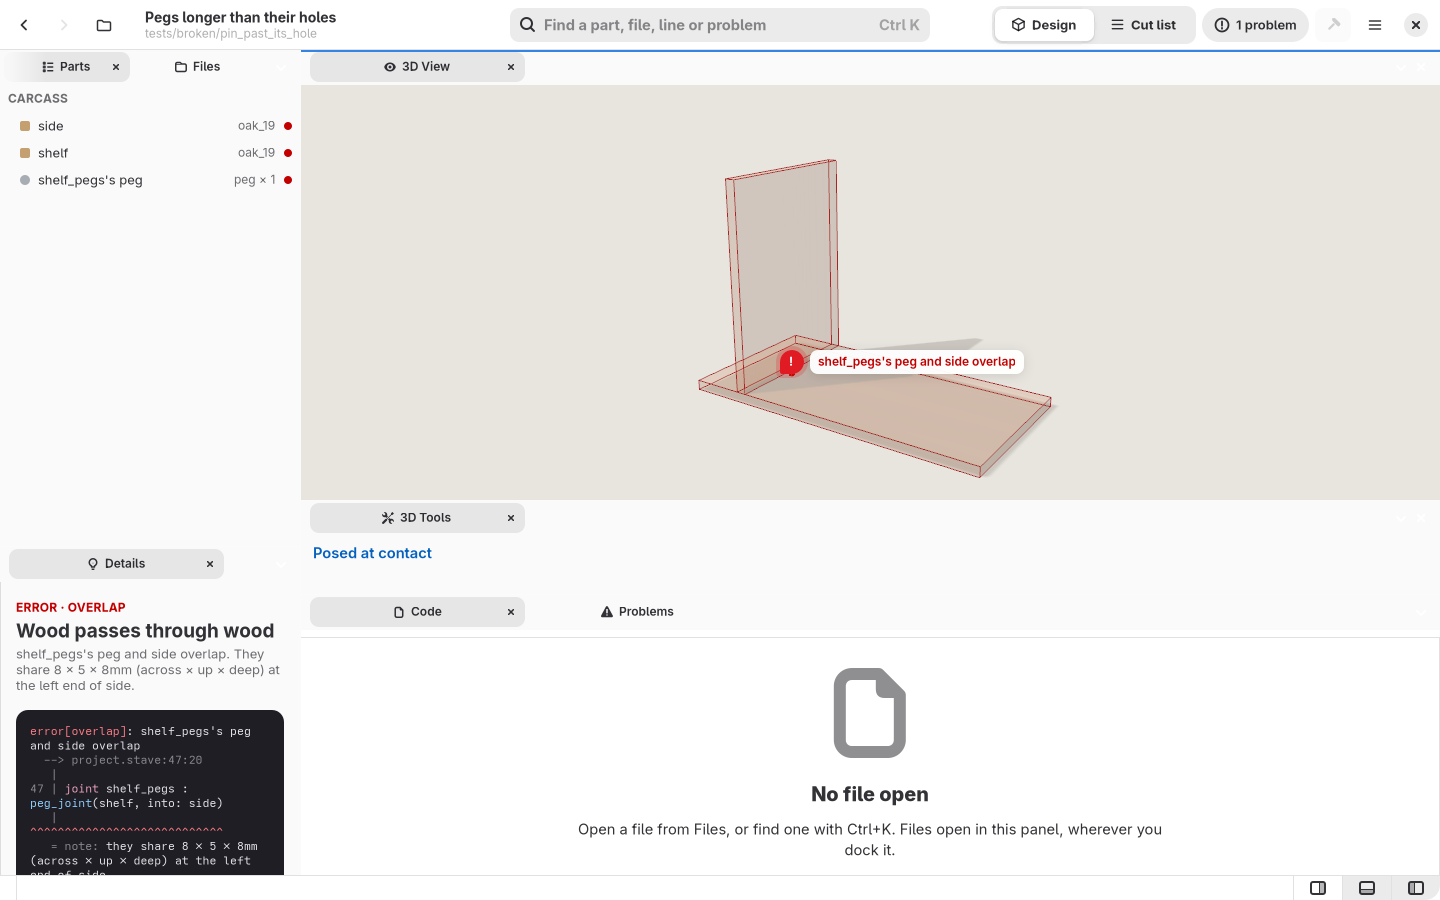 Pegs longer than their holes
tests/broken/pin_past_its_hole
Find a part, file, line or problem
Ctrl K
Design
Cut list
1 problem
Parts
Files
3D View
CARCASS
side
oak_19
shelf
oak_19
shelf_pegs's peg
peg × 1
shelf_pegs's peg and side overlap
3D Tools
Posed at contact
Details
ERROR · OVERLAP
Wood passes through wood
shelf_pegs's peg and side overlap. They
share 8 × 5 × 8mm (across × up × deep) at
the left end of side.
error[overlap]: shelf_pegs's peg
and side overlap
--> project.stave:47:20
|
47 | joint shelf_pegs :
peg_joint(shelf, into: side)
|
^^^^^^^^^^^^^^^^^^^^^^^^^^^^
= note: they share 8 × 5 × 8mm
(across × up × deep) at the left
end of side.
Code
Problems
No file open
Open a file from Files, or find one with Ctrl+K. Files open in this panel, wherever you
dock it.